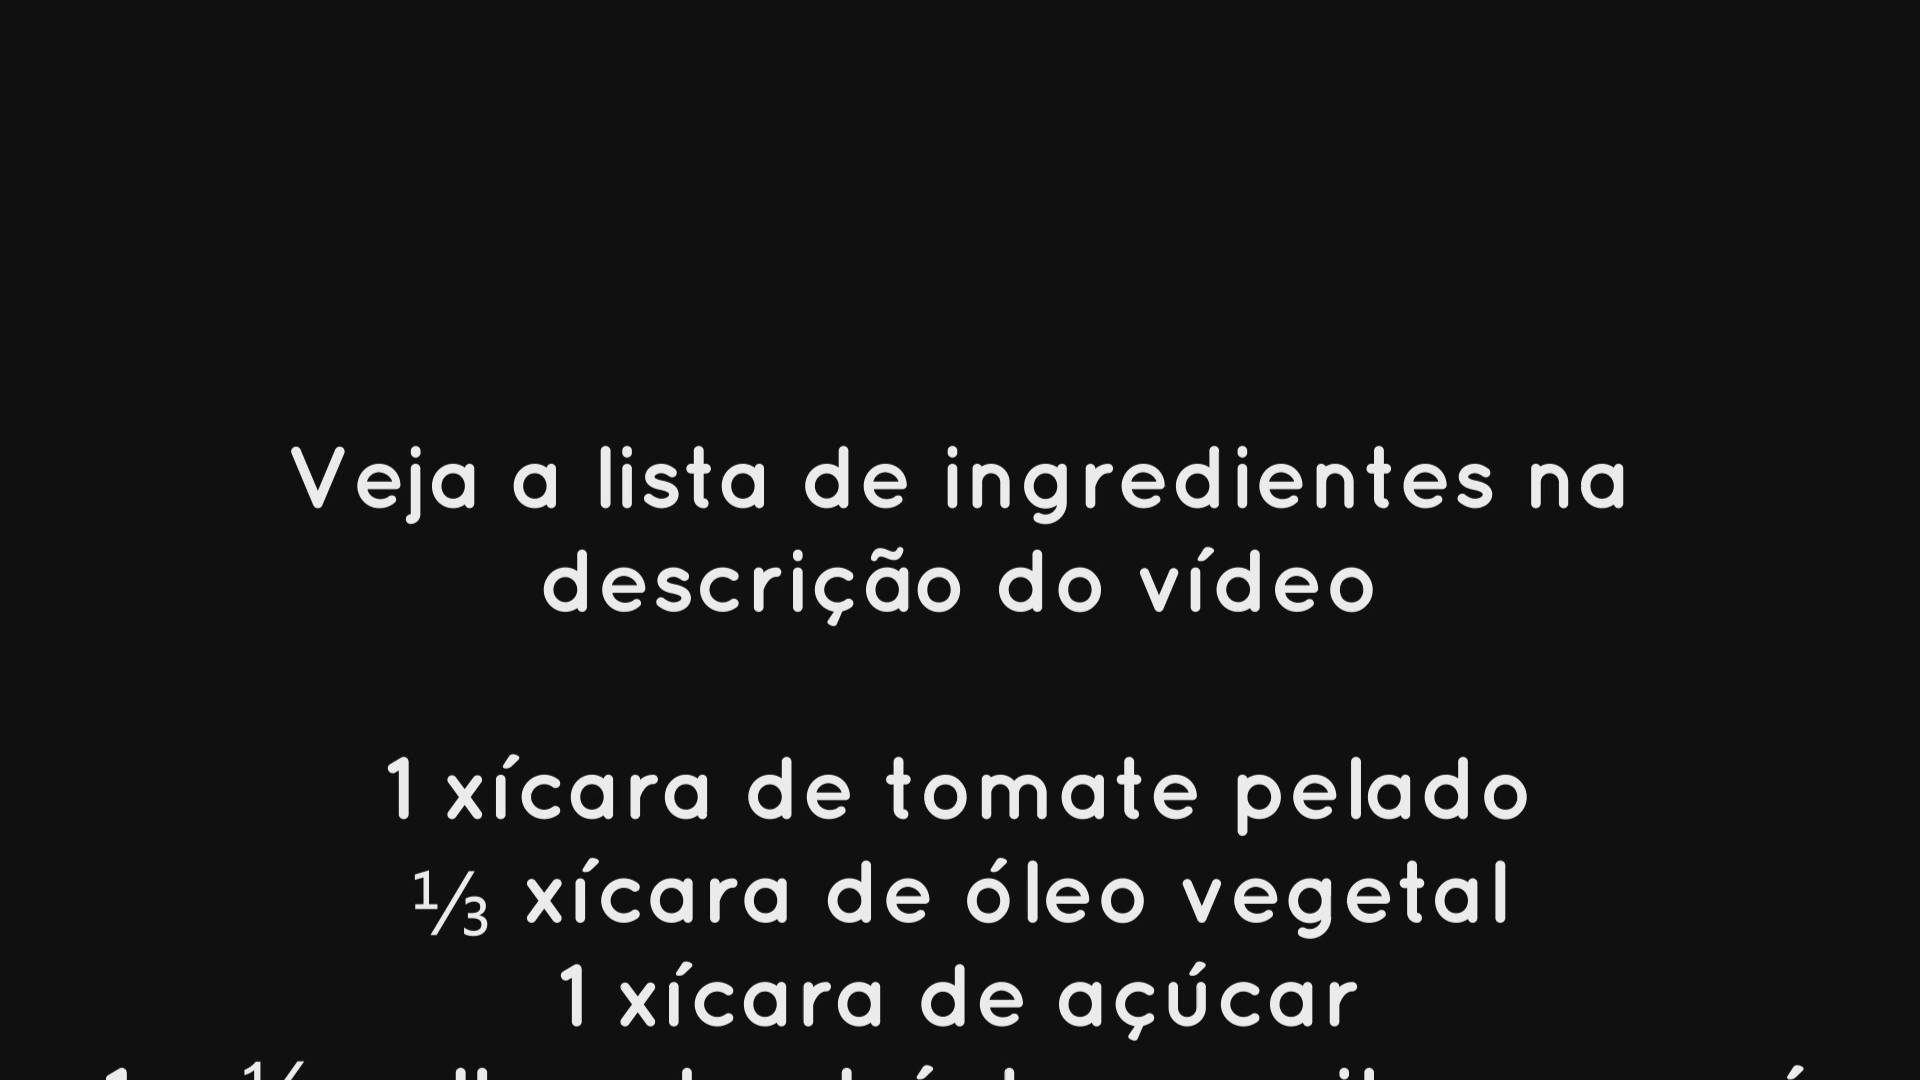 Veja a lista de ingredientes na
descrição do vídeo
1 xícara de tomate pelado
⅓ xícara de óleo vegetal
1 xícara de açúcar